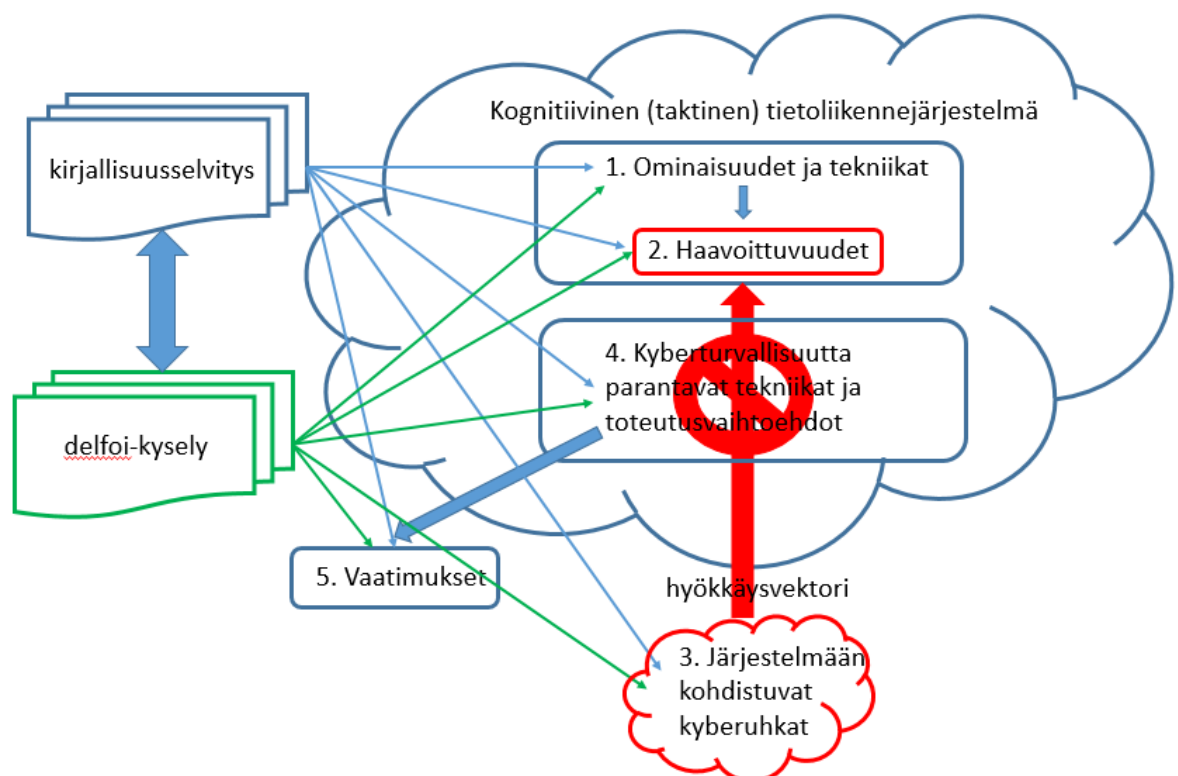 Kognitiivinen (taktinen) tietoliikennejärjestelmä
kirjallisuusselvitys
1. Ominaisuudet ja tekniikat
2. Haavoittuvuudet
4. Kyberturvallisuutta
parantavat tekniikat ja
toteutusvaihtoehdot
delfoi-kysely
5. Vaatimukset
hyökkäysvektori
3. Järjestelmään
kohdistuvat
kyberuhkat